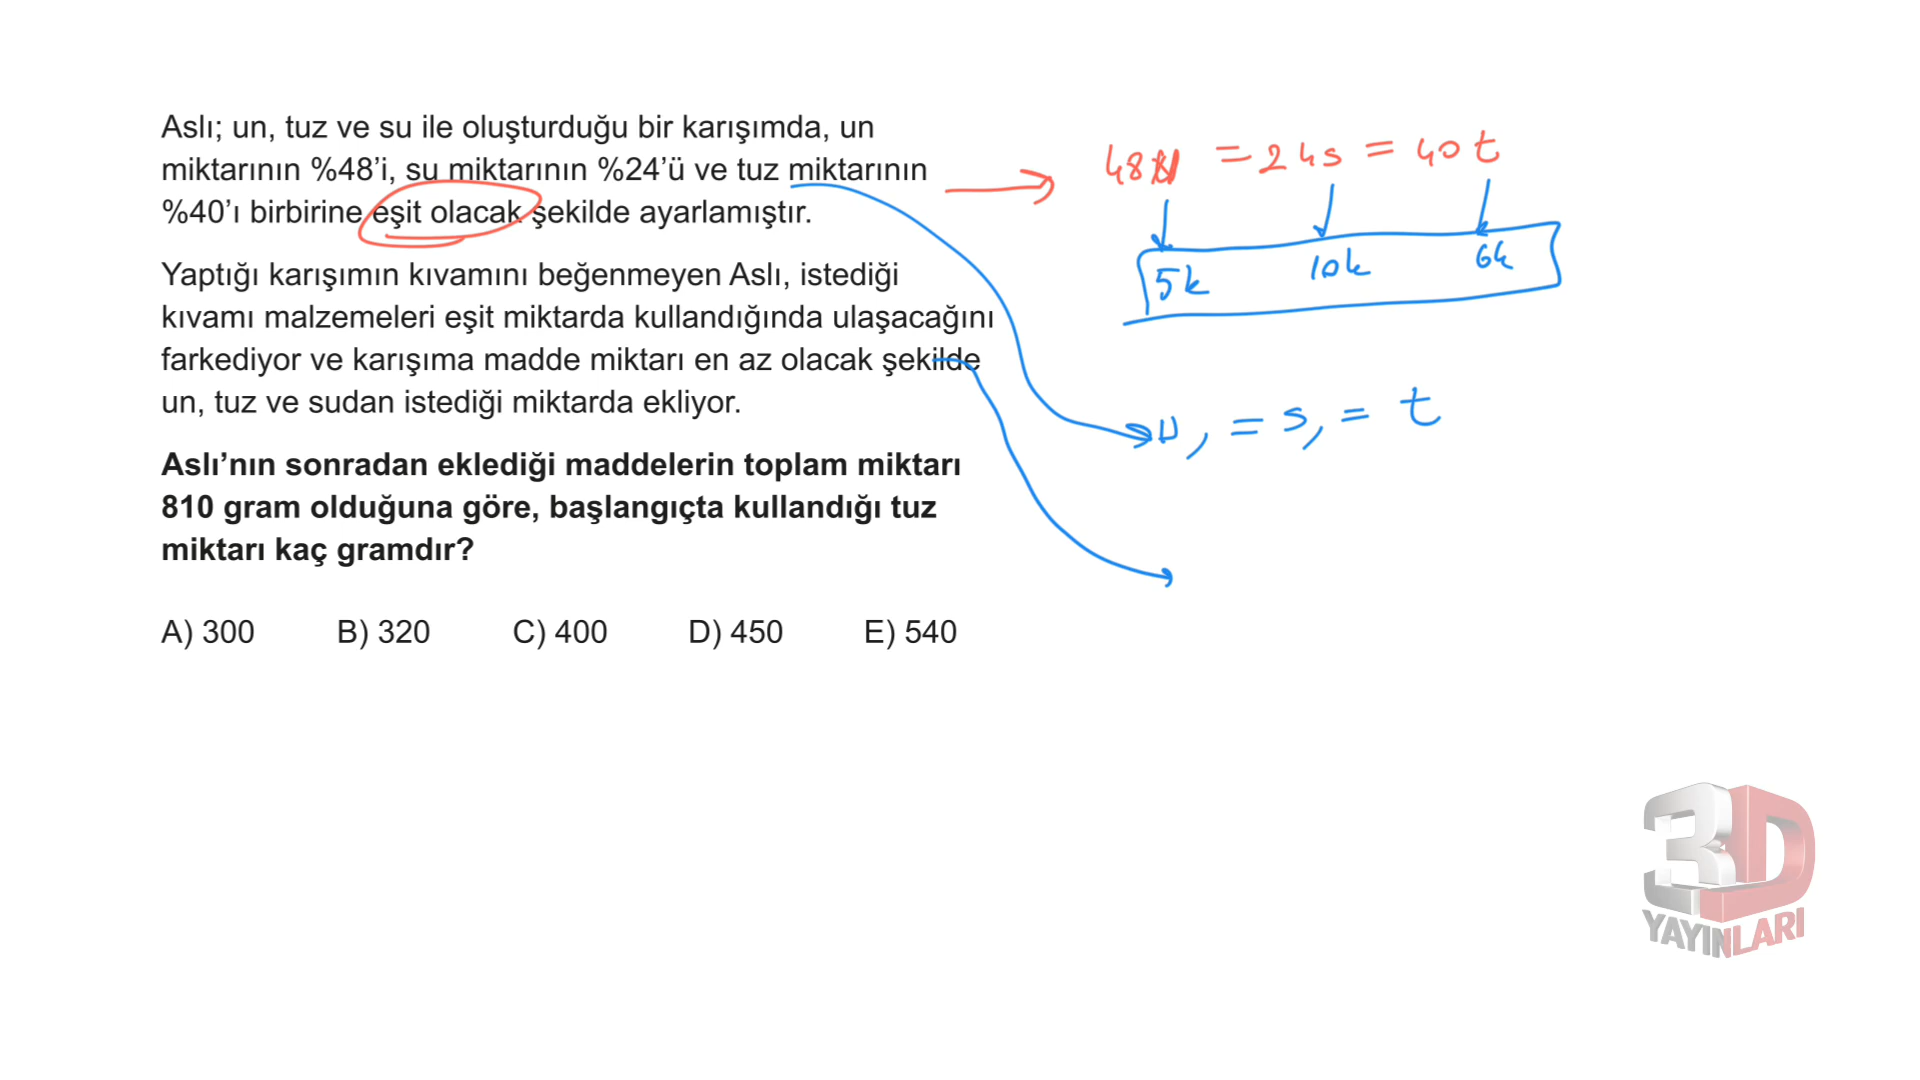 Aslı; un, tuz ve su ile oluşturduğu bir karışımda, un
miktarının %48’i, su miktarının %24’ü ve tuz miktarının
%40’ı birbirine eşit olacak şekilde ayarlamıştır.
Yaptığı karışımın kıvamını beğenmeyen Aslı, istediği
kıvamı malzemeleri eşit miktarda kullandığında ulaşacağını
farkediyor ve karışıma madde miktarı en az olacak şekilde
un, tuz ve sudan istediği miktarda ekliyor.
Aslı’nın sonradan eklediği maddelerin toplam miktarı
810 gram olduğuna göre, başlangıçta kullandığı tuz
miktarı kaç gramdır?
A) 300 B) 320 C) 400 D) 450 E) 540
48 = 24s = 40t
5k 10k 6k
u, = s, = t
3D
YAYINLARI